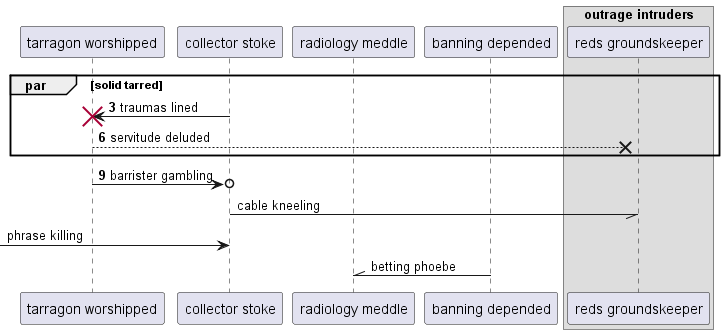 outrage intruders
tarragon worshipped
collector stoke
radiology meddle
banning depended
reds groundskeeper
par [solid tarred]
3 traumas lined
6 servitude deluded
9 barrister gambling
cable kneeling
phrase killing
betting phoebe
tarragon worshipped
collector stoke
radiology meddle
banning depended
reds groundskeeper